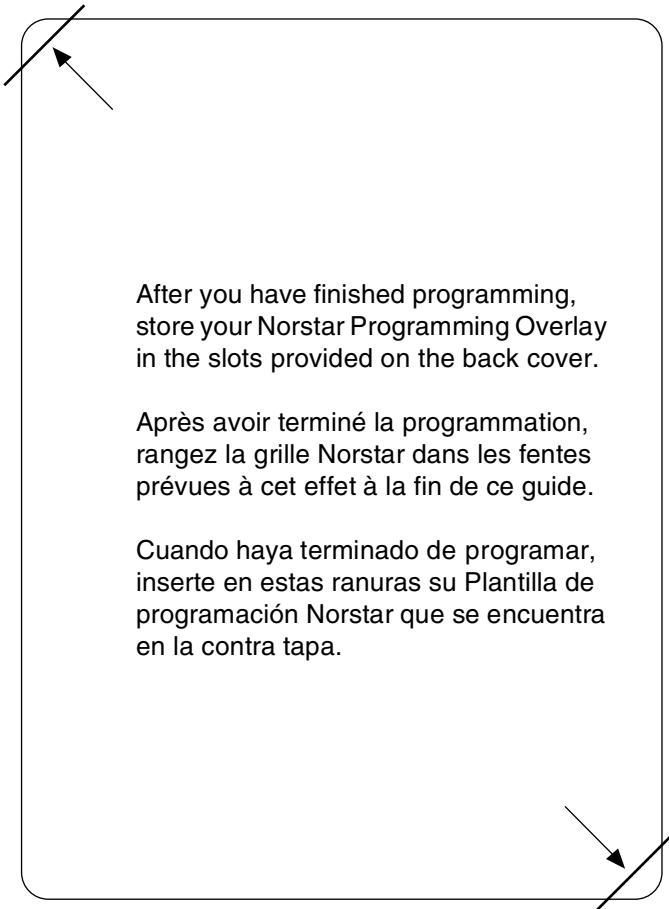 After you have finished programming,
store your Norstar Programming Overlay
in the slots provided on the back cover.
Après avoir terminé la programmation,
rangez la grille Norstar dans les fentes
prévues à cet effet à la fin de ce guide.
Cuando haya terminado de programar,
inserte en estas ranuras su Plantilla de
programación Norstar que se encuentra
en la contra tapa.